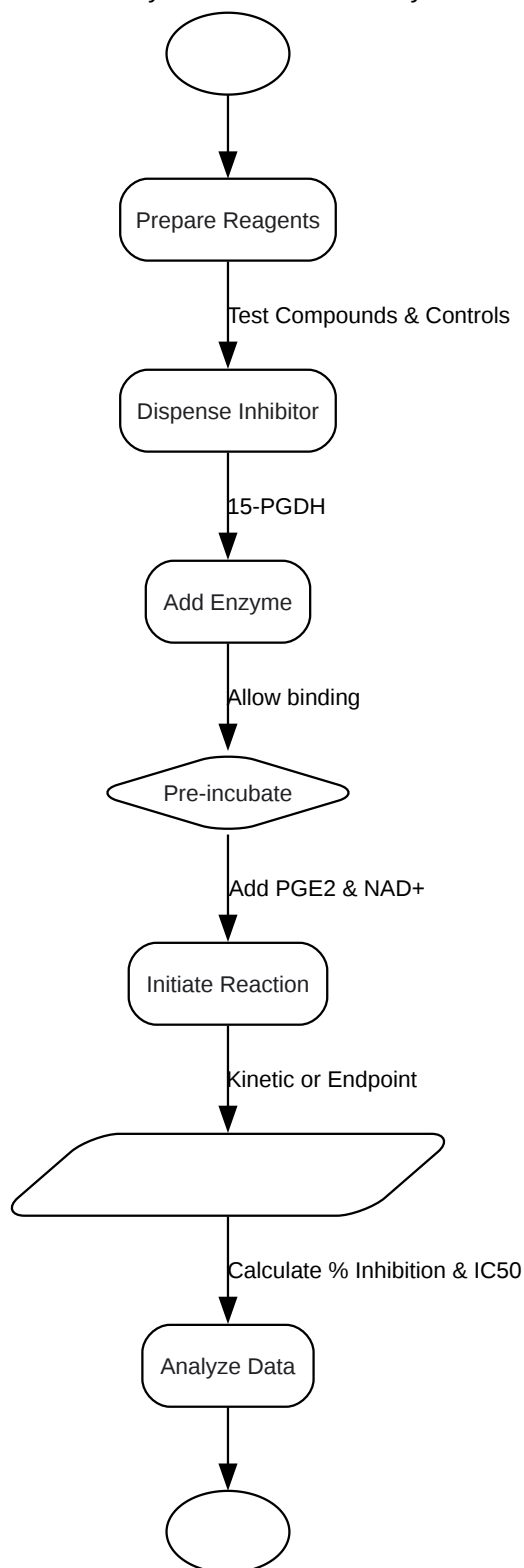 Prepare Reagents
Test Compounds & Controls
Dispense Inhibitor
15-PGDH
Add Enzyme
Allow binding
Pre-incubate
Add PGE2 & NAD+
Initiate Reaction
Kinetic or Endpoint
Calculate % Inhibition & IC50
Analyze Data